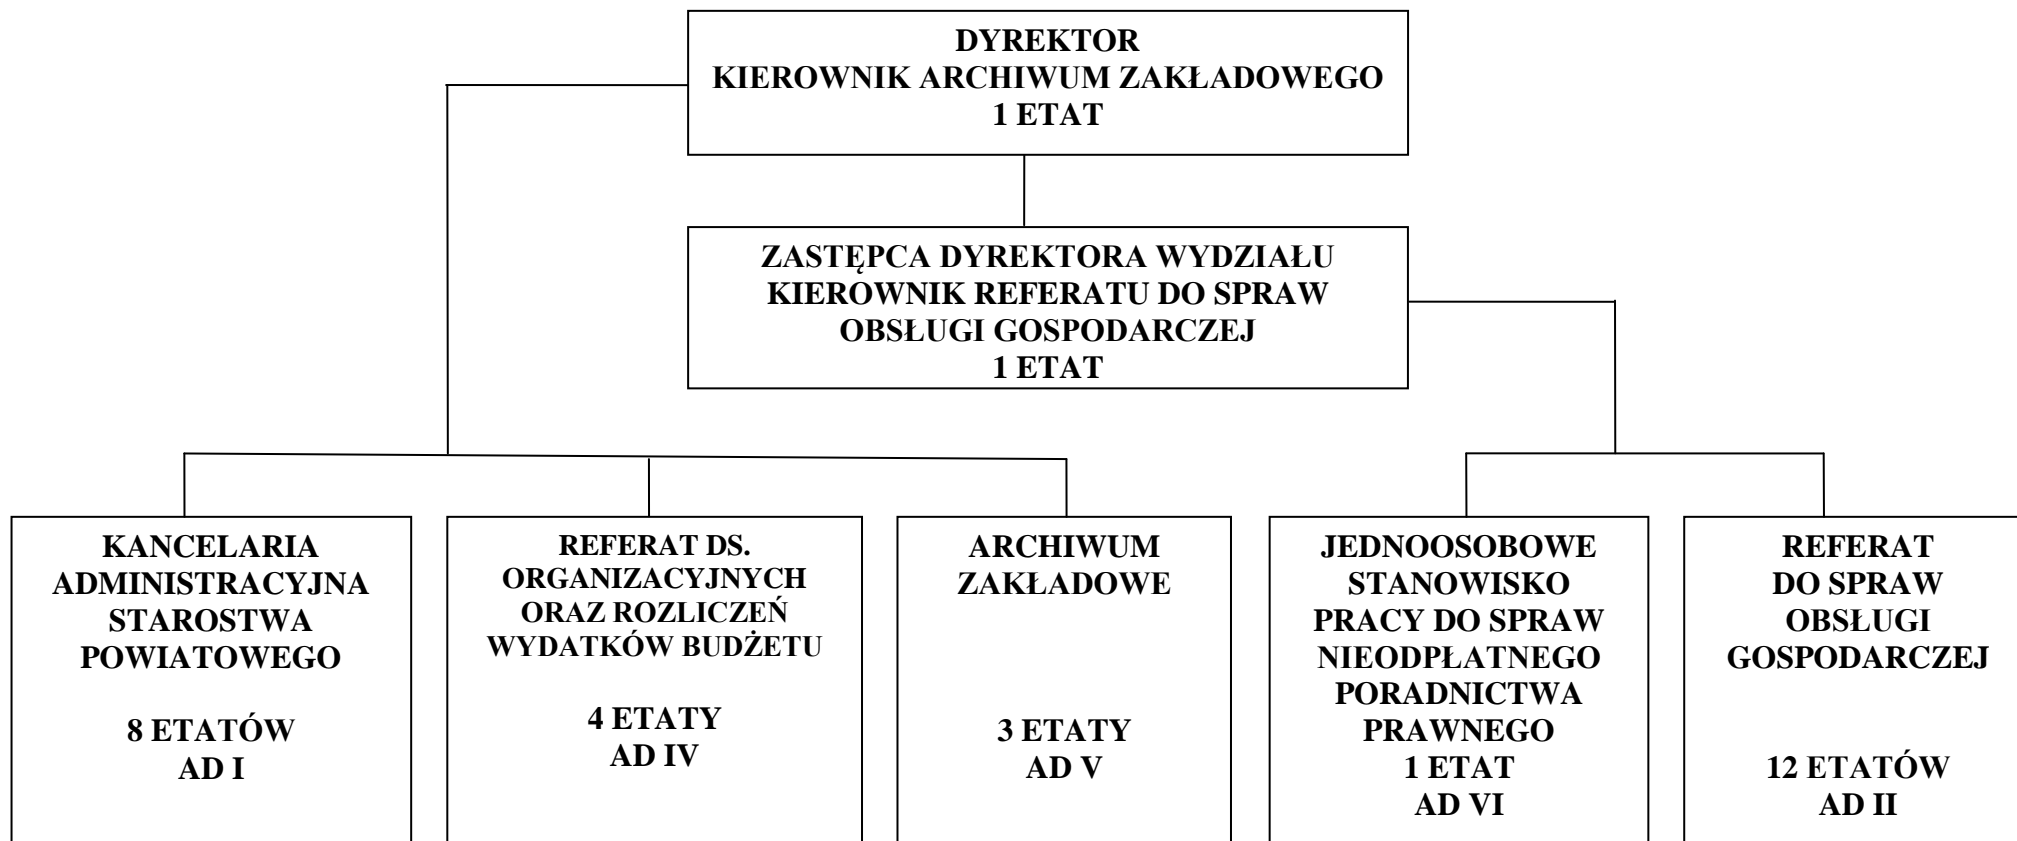 DYREKTOR
KIEROWNIK ARCHIWUM ZAKŁADOWEGO
1 ETAT
ZASTĘPCA DYREKTORA WYDZIAŁU
KIEROWNIK REFERATU DO SPRAW
OBSŁUGI GOSPODARCZEJ
1 ETAT
KANCELARIA
ADMINISTRACYJNA
STAROSTWA
POWIATOWEGO
8 ETATÓW
AD I
REFERAT DS.
ORGANIZACYJNYCH
ORAZ ROZLICZEŃ
WYDATKÓW BUDŻETU
4 ETATY
AD IV
ARCHIWUM
ZAKŁADOWE
3 ETATY
AD V
JEDNOOSOBOWE
STANOWISKO
PRACY DO SPRAW
NIEODPŁATNEGO
PORADNICTWA
PRAWNEGO
1 ETAT
AD VI
REFERAT
DO SPRAW
OBSŁUGI
GOSPODARCZEJ
12 ETATÓW
AD II